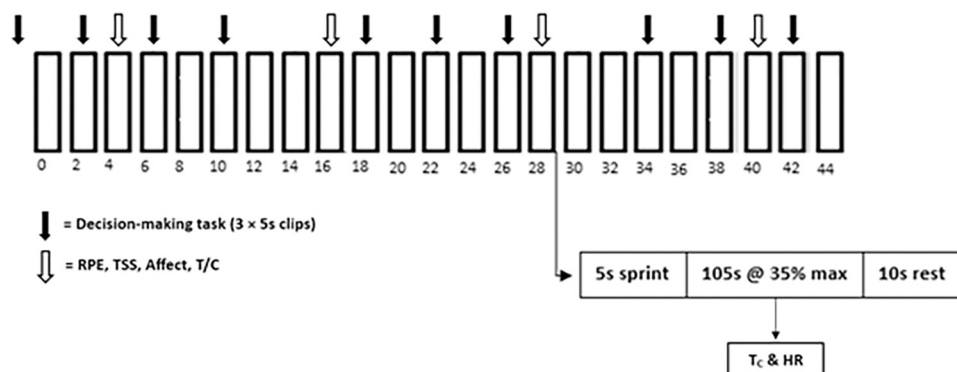 0 2 4 6 8 10 12 14 16 18 20 22 24 26 28 30 32 34 36 38 40 42 44
= Decision-making task (3 × 5s clips)
= RPE, TSS, Affect, T/C
5s sprint 105s @ 35% max 10s rest
Tc & HR